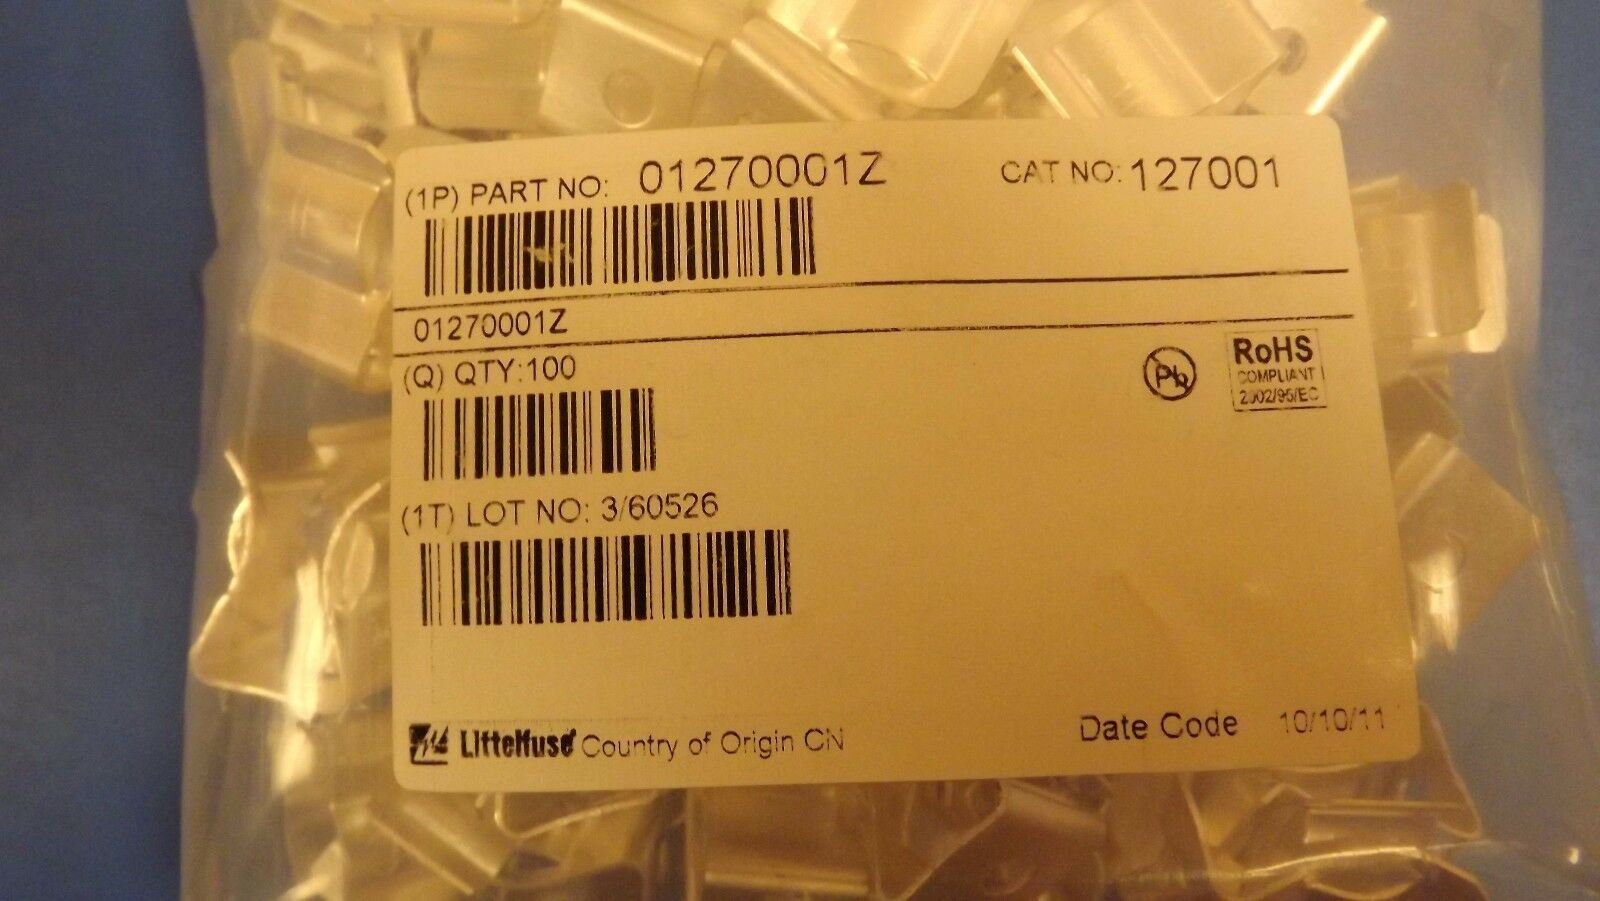 (1P) PART NO: 01270001Z CAT NO: 127001
01270001Z
(Q) QTY:100
Pb
RoHS
COMPLIANT
2002/95/EC
(1T) LOT NO: 3/60526
Littelfuse Country of Origin CN
Date Code 10/10/11